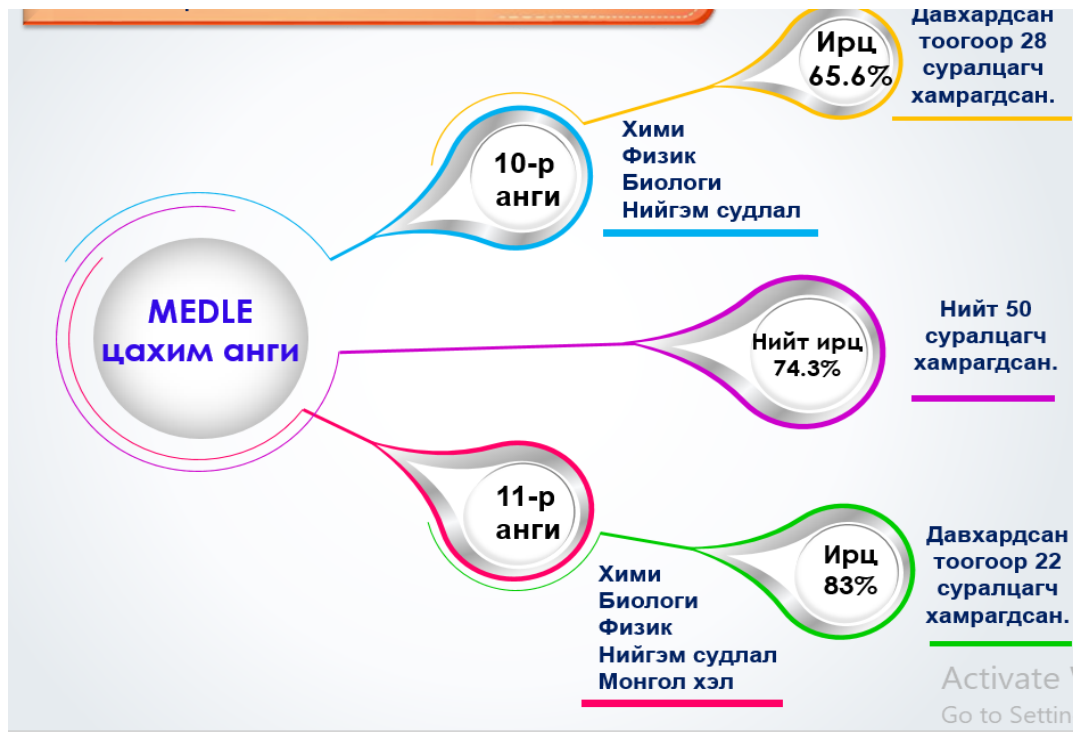 Давхардсан
тоогоор 28
суралцагч
хамрагдсан.
Ирц
65.6%
10-р
анги
Хими
Физик
Биологи
Нийгэм судлал
MEDLE
цахим анги
Нийт ирц
74.3%
Нийт 50
суралцагч
хамрагдсан.
11-р
анги
Хими
Биологи
Физик
Нийгэм судлал
Монгол хэл
Ирц
83%
Давхардсан
тоогоор 22
суралцагч
хамрагдсан.
Activate
Go to Settin